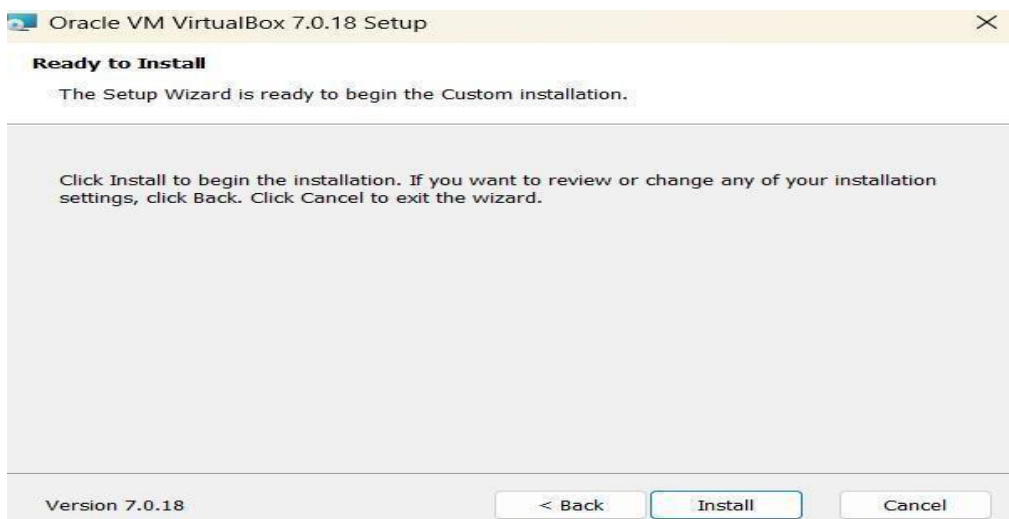 Oracle VM VirtualBox 7.0.18 Setup
Ready to Install
The Setup Wizard is ready to begin the Custom installation.
Click Install to begin the installation. If you want to review or change any of your installation
settings, click Back. Click Cancel to exit the wizard.
Version 7.0.18
< Back
Install
Cancel